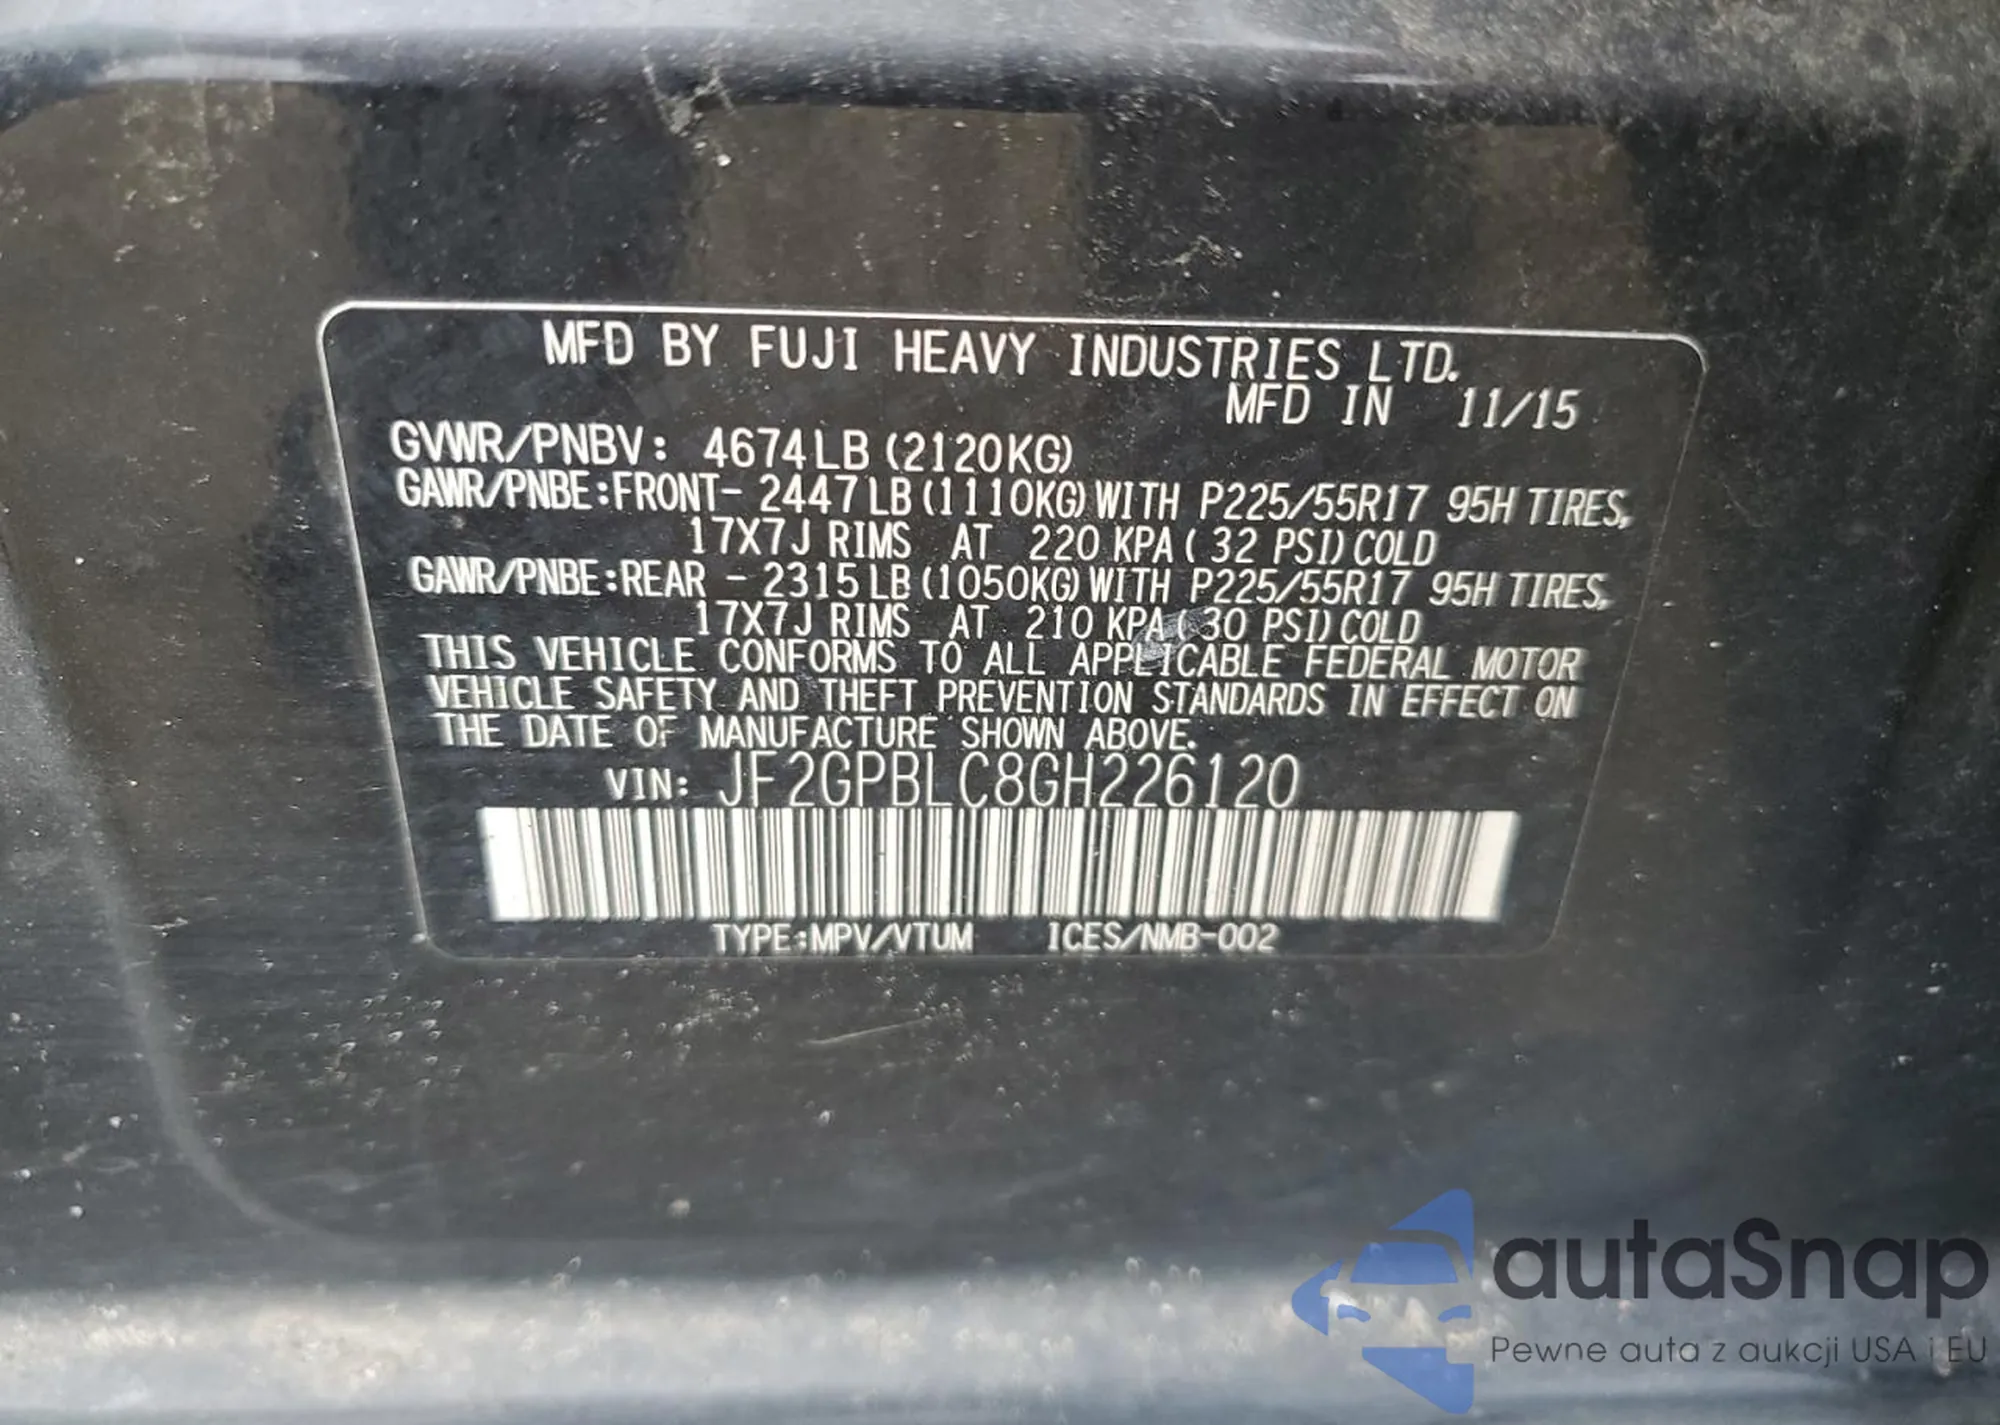 MFD BY FUJI HEAVY INDUSTRIES LTD.
MFD IN 11/15
GVWR/PNBV: 4674LB (2120KG)
GAWR/PNBE:FRONT- 2447LB (1110KG) WITH P225/55R17 95H TIRES,
17X7J RIMS AT 220 KPA ( 32 PSI) COLD
GAWR/PNBE:REAR - 2315LB (1050KG) WITH P225/55R17 95H TIRES,
17X7J RIMS AT 210 KPA ( 30 PSI) COLD
THIS VEHICLE CONFORMS TO ALL APPLICABLE FEDERAL MOTOR
VEHICLE SAFETY AND THEFT PREVENTION STANDARDS IN EFFECT ON
THE DATE OF MANUFACTURE SHOWN ABOVE.
VIN: JF2GPBLC8GH226120
TYPE:MPV/VTUM ICES/NMB-002
autaSnap
Pewne auta z aukcji USA i EU